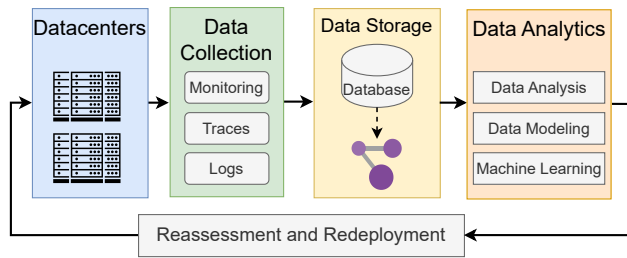 Datacenters
Data
Collection
Monitoring
Traces
Logs
Data Storage
Database
Data Analytics
Data Analysis
Data Modeling
Machine Learning
Reassessment and Redeployment